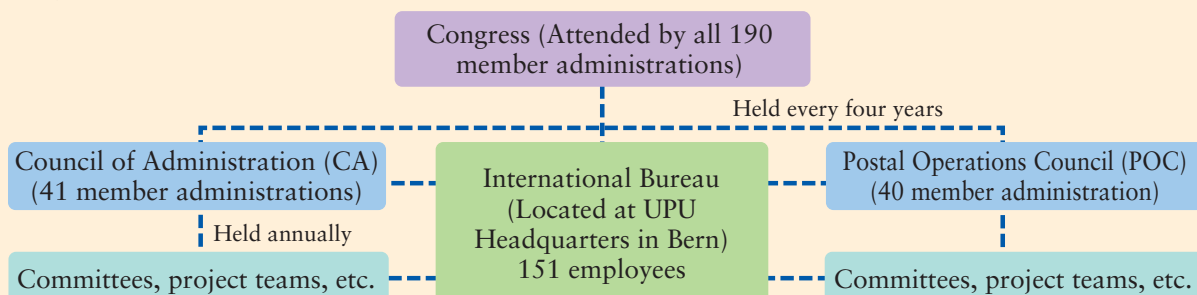 Congress (Attended by all 190
member administrations)
Held every four years
Council of Administration (CA)
(41 member administrations)
International Bureau
(Located at UPU
Headquarters in Bern)
151 employees
Postal Operations Council (POC)
(40 member administration)
Held annually
Committees, project teams, etc.
Committees, project teams, etc.